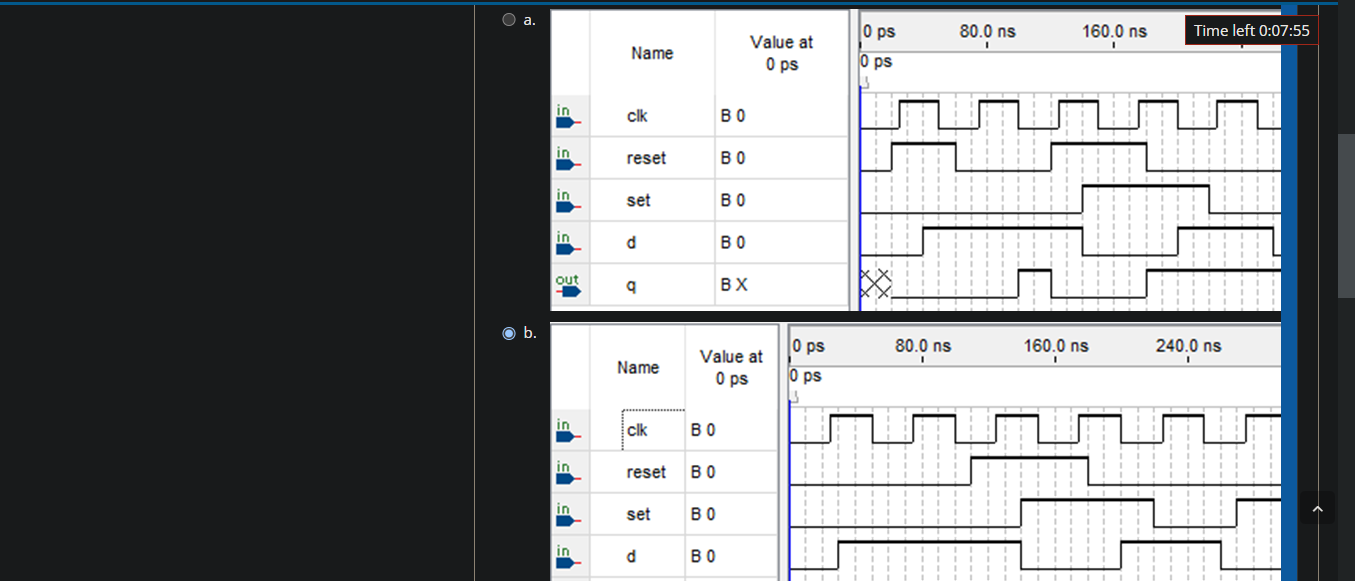 a.
0 ps 80.0 ns 160.0 ns
Time left 0:07:55
Name
Value at
0 ps
0 ps
in
clk B 0
in
reset B 0
in
set B 0
in
d B 0
out
q B X
b.
0 ps 80.0 ns 160.0 ns 240.0 ns
Name
Value at
0 ps
0 ps
in
clk B 0
in
reset B 0
in
set B 0
in
d B 0